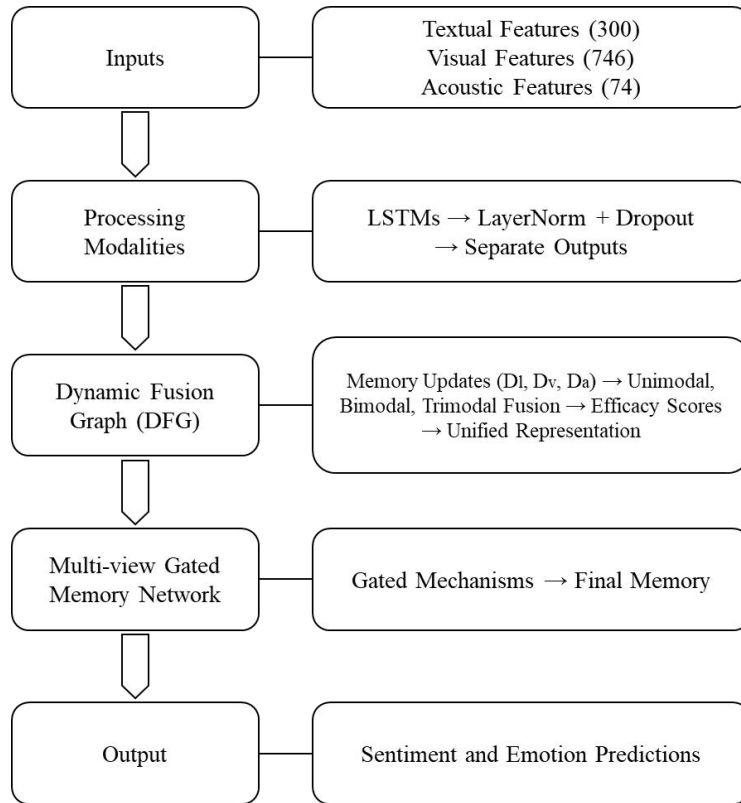 Inputs
Textual Features (300)
Visual Features (746)
Acoustic Features (74)
Processing
Modalities
LSTMs → LayerNorm + Dropout
→ Separate Outputs
Dynamic Fusion
Graph (DFG)
Memory Updates (Dl, Dv, Da) → Unimodal,
Bimodal, Trimodal Fusion → Efficacy Scores
→ Unified Representation
Multi-view Gated
Memory Network
Gated Mechanisms → Final Memory
Output
Sentiment and Emotion Predictions